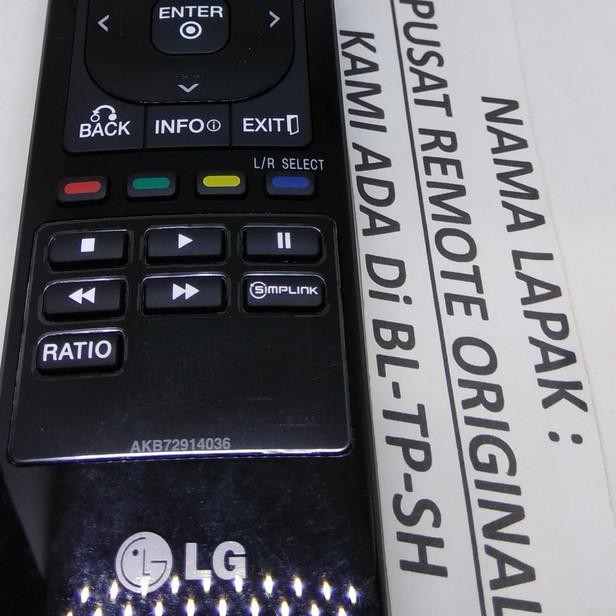 ENTER
BACK
INFO
EXIT
L/R SELECT
SIMPLINK
RATIO
AKB72914036
LG
NAMA LAPAK :
PUSAT REMOTE ORIGINAL
KAMI ADA Di BL-TP-SH